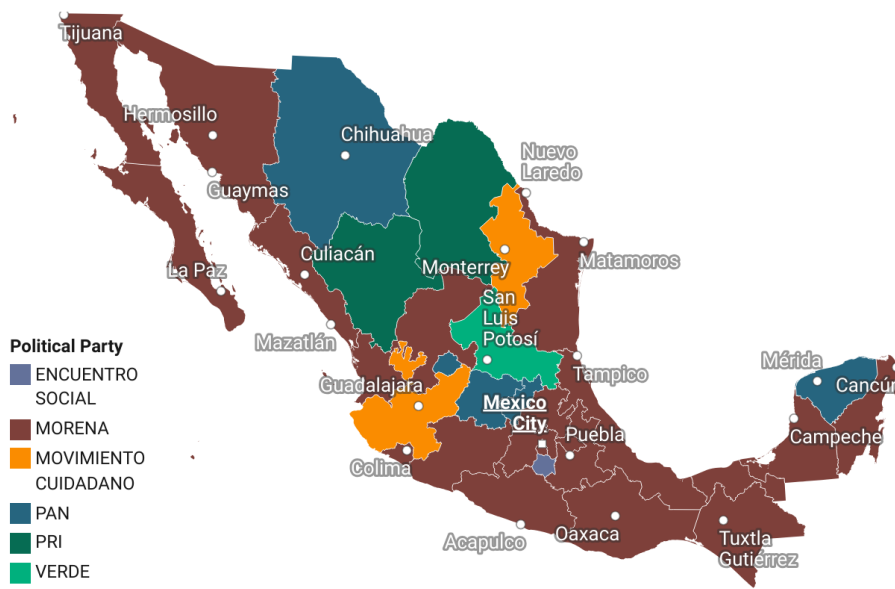 Tijuana
Hermosillo
Chihuahua
Nuevo
Laredo
Guaymas
Culiacán
Monterrey
Matamoros
La Paz
San
Luis
Potosí
Mazatlán
Political Party
ENCUENTRO
SOCIAL
MORENA
MOVIMIENTO
CUIDADANO
PAN
PRI
VERDE
Tampico
Mérida
Guadalajara
Cancún
Mexico
City
Puebla
Campeche
Colima
Acapulco
Oaxaca
Tuxtla
Gutiérrez